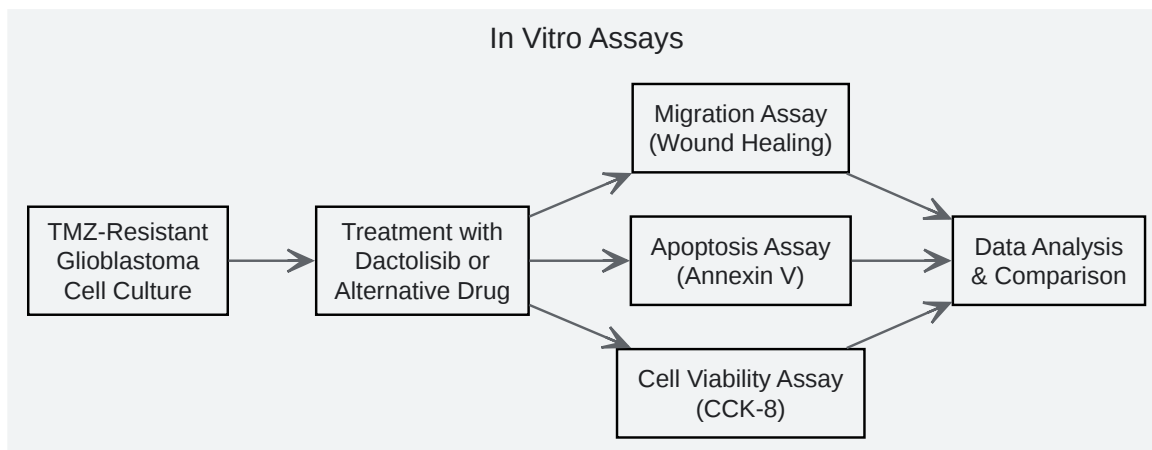 In Vitro Assays
TMZ-Resistant
Glioblastoma
Cell Culture
Treatment with
Dactolisib or
Alternative Drug
Migration Assay
(Wound Healing)
Apoptosis Assay
(Annexin V)
Cell Viability Assay
(CCK-8)
Data Analysis
& Comparison